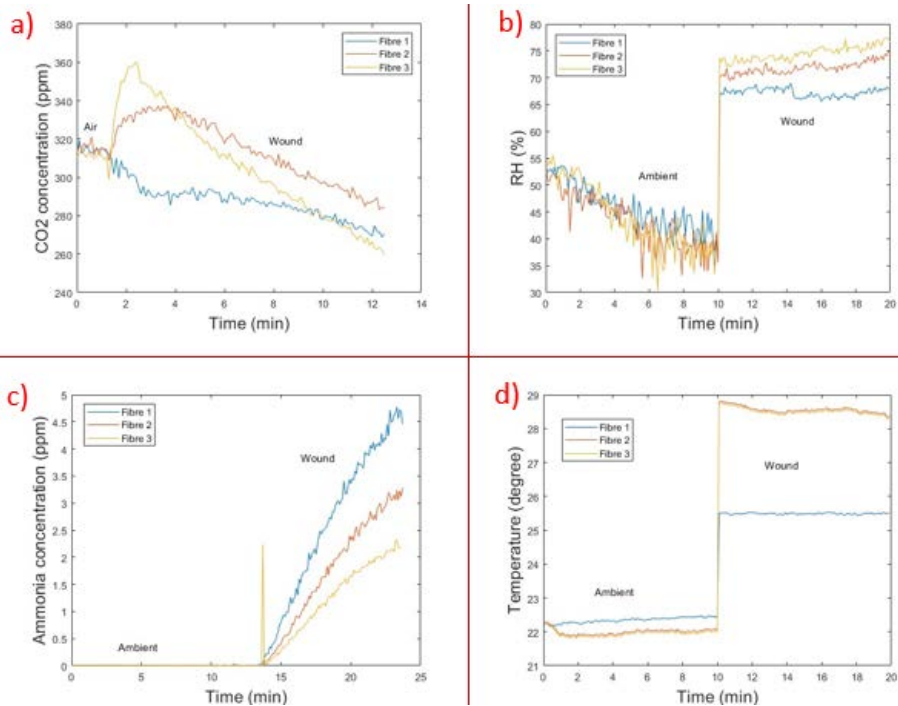 a)
CO2 concentration (ppm)
380
360
340
320
300
280
260
240
Air
Wound
Fibre 1
Fibre 2
Fibre 3
0 2 4 6 8 10 12 14
Time (min)
b)
RH (%)
80
75
70
65
60
55
50
45
40
35
30
Fibre 1
Fibre 2
Fibre 3
Ambient
Wound
0 2 4 6 8 10 12 14 16 18 20
Time (min)
c)
Ammonia concentration (ppm)
5
4.5
4
3.5
3
2.5
2
1.5
1
0.5
0
Fibre 1
Fibre 2
Fibre 3
Wound
Ambient
0 5 10 15 20 25
Time (min)
d)
Temperature (degree)
29
28
27
26
25
24
23
22
21
Fibre 1
Fibre 2
Fibre 3
Wound
Ambient
0 2 4 6 8 10 12 14 16 18 20
Time (min)